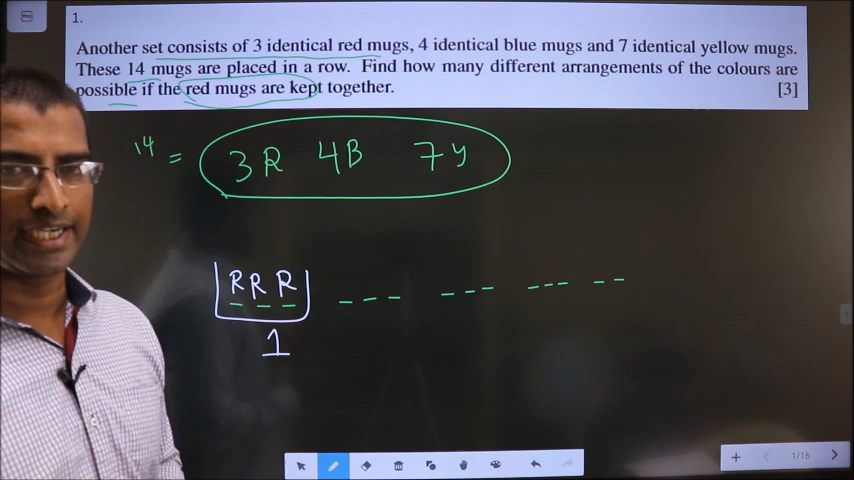 1.
Another set consists of 3 identical red mugs, 4 identical blue mugs and 7 identical yellow mugs.
These 14 mugs are placed in a row. Find how many different arrangements of the colours are
possible if the red mugs are kept together. [3]
14 = 3R 4B 7y
RRR
1
1/16